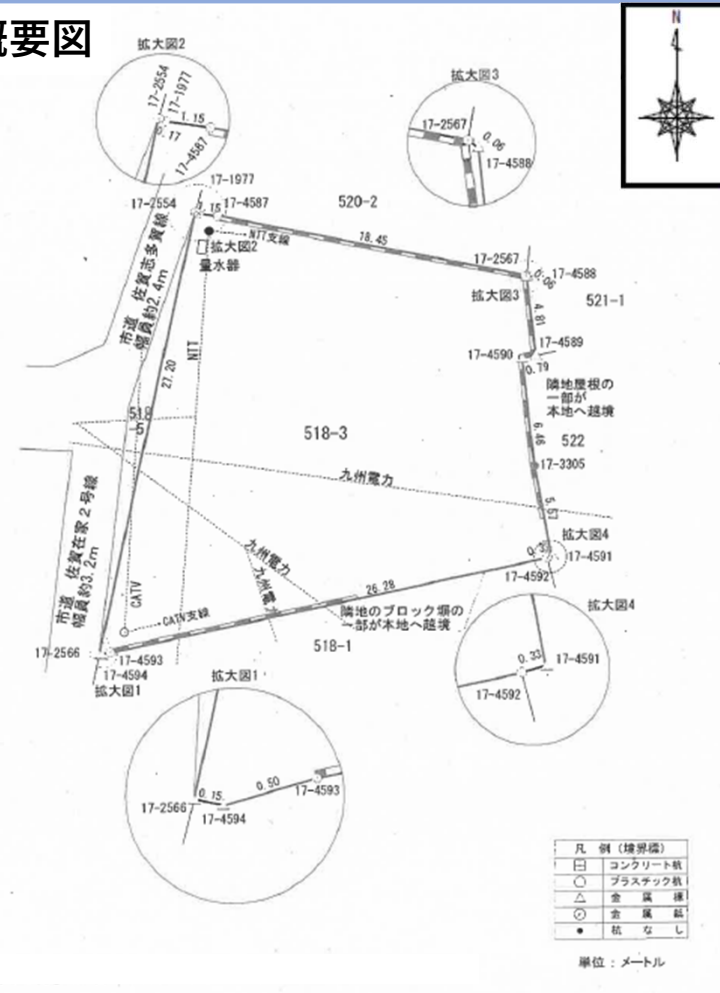 概要図
N
拡大図2
17-2554
17-1977
1.15
0.17
17-4587
拡大図3
17-2567
0.06
17-4588
17-1977
17-2554
1.15
17-4587
520-2
NTT支線
拡大図2
量水器
18.45
17-2567
0.06
17-4588
拡大図3
521-1
4.81
17-4589
17-4590
0.79
隣地屋根の
一部が
本地へ越境
市道 佐賀志多賀線
幅員約2.4m
27.20
NTT
518
-5
518-3
6.46
522
17-3305
九州電力
5.57
拡大図4
17-4591
17-4592
市道 佐賀在家2号線
幅員約3.2m
九州電力
九州電力
26.28
CATV
CATV支線
隣地のブロック塀の
一部が本地へ越境
518-1
17-2566
17-4593
17-4594
拡大図1
拡大図4
0.33
17-4591
17-4592
拡大図1
0.15
0.50
17-2566
17-4593
17-4594
凡 例(境界標)
コンクリート杭
プラスチック杭
金 属 標
金 属 鋲
杭 な し
単位:メートル